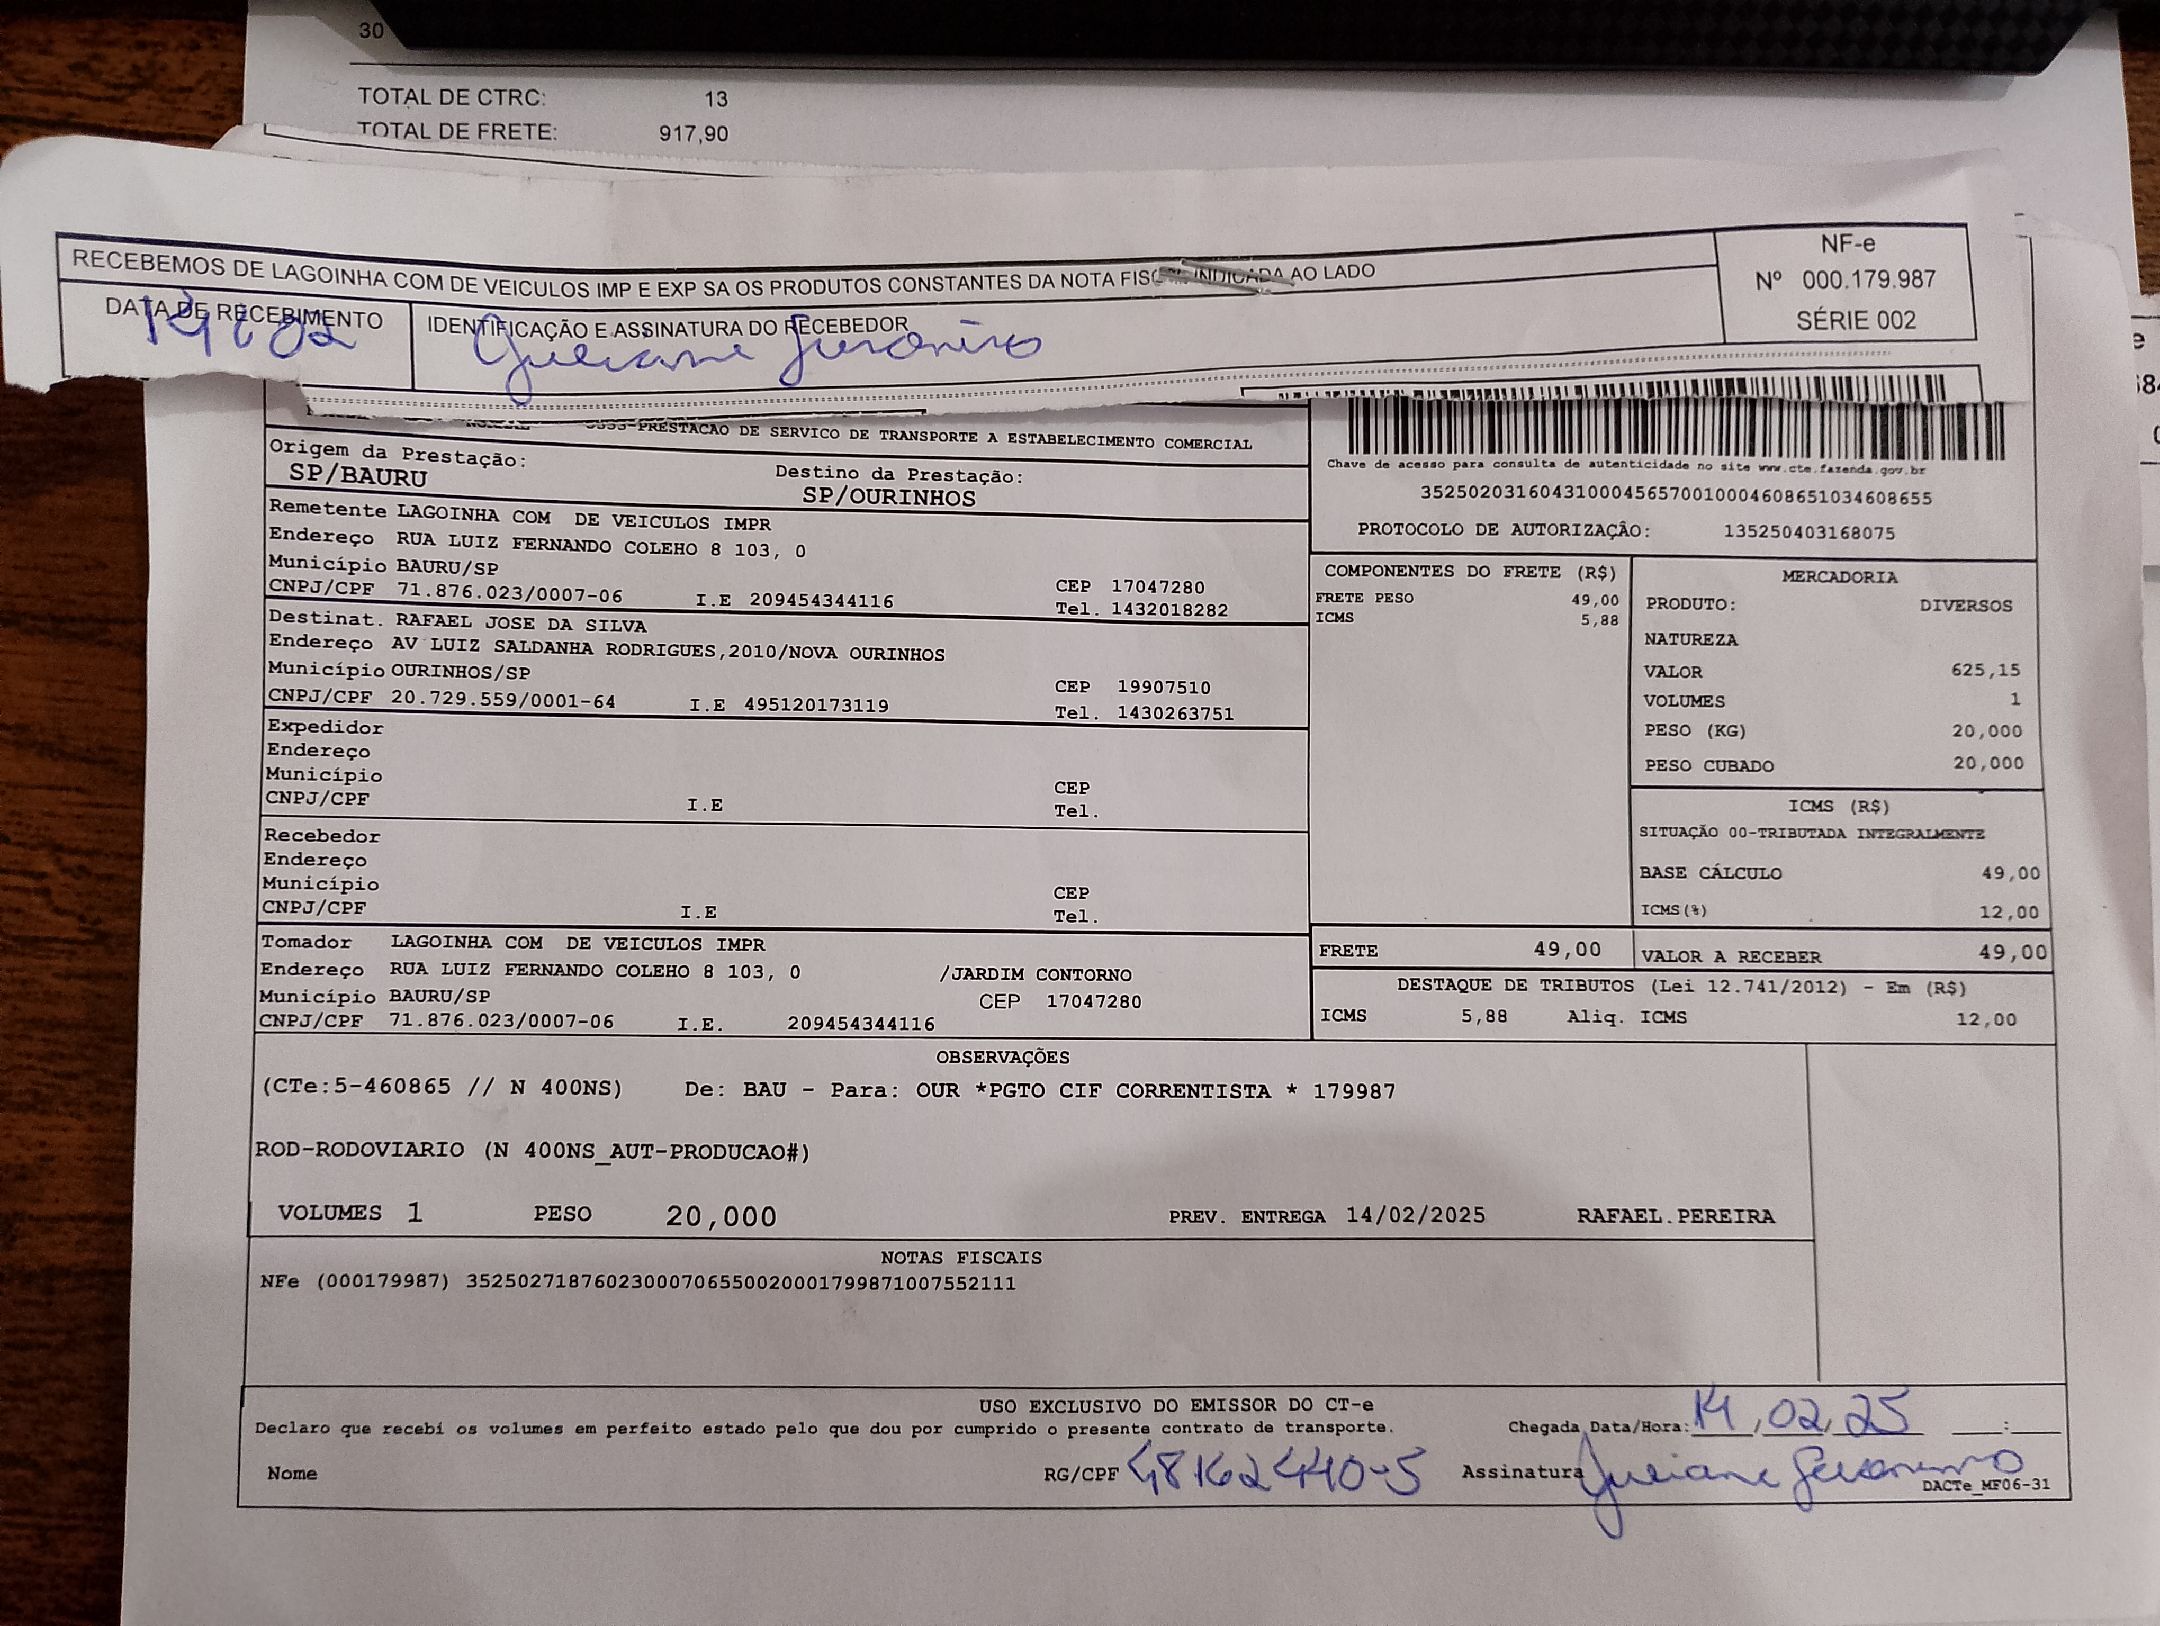 30
TOTAL DE CTRC: 13
TOTAL DE FRETE: 917,90
RECEBEMOS DE LAGOINHA COM DE VEICULOS IMP E EXP SA OS PRODUTOS CONSTANTES DA NOTA FISCAL INDICADA AO LADO
NF-e
Nº 000.179.987
SÉRIE 002
DATA DE RECEBIMENTO
14/02
IDENTIFICAÇÃO E ASSINATURA DO RECEBEDOR
PRESTACAO DE SERVICO DE TRANSPORTE A ESTABELECIMENTO COMERCIAL
Origem da Prestação:
SP/BAURU
Destino da Prestação:
SP/OURINHOS
Chave de acesso para consulta de autenticidade no site www.cte.fazenda.gov.br
35250203160431000456570010004608651034608655
PROTOCOLO DE AUTORIZAÇÂO: 135250403168075
Remetente LAGOINHA COM DE VEICULOS IMPR
Endereço RUA LUIZ FERNANDO COLEHO 8 103, 0
Município BAURU/SP CEP 17047280
CNPJ/CPF 71.876.023/0007-06 I.E 209454344116 Tel. 1432018282
Destinat. RAFAEL JOSE DA SILVA
Endereço AV LUIZ SALDANHA RODRIGUES,2010/NOVA OURINHOS
Município OURINHOS/SP CEP 19907510
CNPJ/CPF 20.729.559/0001-64 I.E 495120173119 Tel. 1430263751
Expedidor
Endereço
Município CEP
CNPJ/CPF I.E Tel.
Recebedor
Endereço
Município CEP
CNPJ/CPF I.E Tel.
Tomador LAGOINHA COM DE VEICULOS IMPR
Endereço RUA LUIZ FERNANDO COLEHO 8 103, 0 /JARDIM CONTORNO
Município BAURU/SP CEP 17047280
CNPJ/CPF 71.876.023/0007-06 I.E. 209454344116
COMPONENTES DO FRETE (R$)
FRETE PESO 49,00
ICMS 5,88
MERCADORIA
PRODUTO: DIVERSOS
NATUREZA
VALOR 625,15
VOLUMES 1
PESO (KG) 20,000
PESO CUBADO 20,000
ICMS (R$)
SITUAÇÃO 00-TRIBUTADA INTEGRALMENTE
BASE CÁLCULO 49,00
ICMS(%) 12,00
FRETE 49,00 VALOR A RECEBER 49,00
DESTAQUE DE TRIBUTOS (Lei 12.741/2012) - Em (R$)
ICMS 5,88 Aliq. ICMS 12,00
OBSERVAÇÕES
(CTe:5-460865 // N 400NS) De: BAU - Para: OUR *PGTO CIF CORRENTISTA * 179987
ROD-RODOVIARIO (N 400NS_AUT-PRODUCAO#)
VOLUMES 1 PESO 20,000 PREV. ENTREGA 14/02/2025 RAFAEL.PEREIRA
NOTAS FISCAIS
NFe (000179987) 35250271876023000706550020001799871007552111
USO EXCLUSIVO DO EMISSOR DO CT-e
Declaro que recebi os volumes em perfeito estado pelo que dou por cumprido o presente contrato de transporte.
Chegada Data/Hora: 14/02/25 :
Nome RG/CPF 48162440-5 Assinatura
DACTe_MF06-31